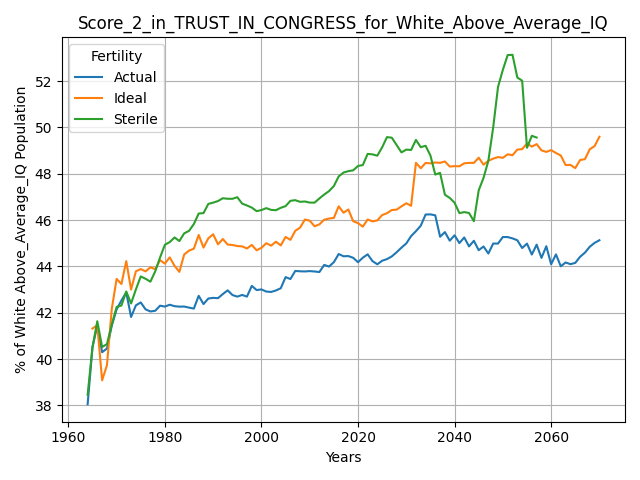 Score_2_in_TRUST_IN_CONGRESS_for_White_Above_Average_IQ
Fertility
Actual
Ideal
Sterile
% of White Above_Average_IQ Population
52
50
48
46
44
42
40
38
1960
1980
2000
2020
2040
2060
Years